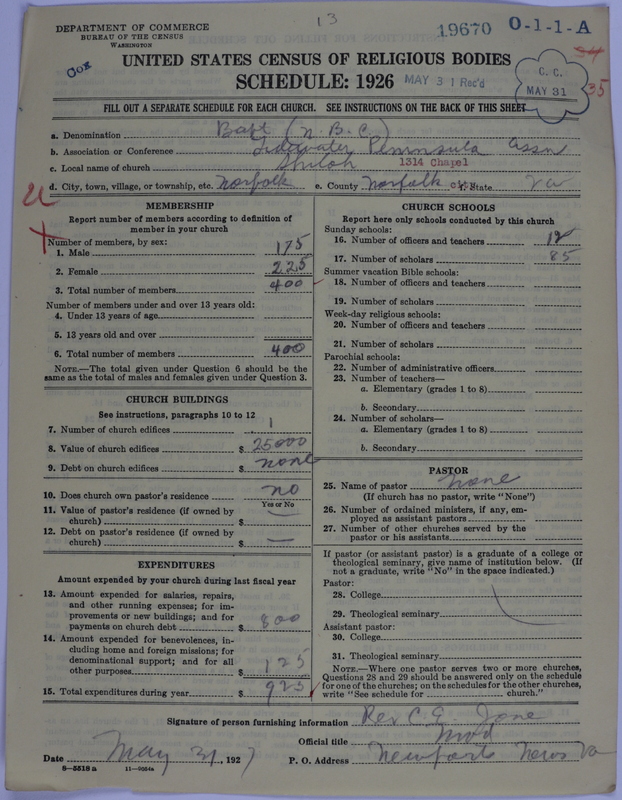 13
DEPARTMENT OF COMMERCE
BUREAU OF THE CENSUS
WASHINGTON
19670 O-1-1-A
Cox
UNITED STATES CENSUS OF RELIGIOUS BODIES
SCHEDULE: 1926
MAY 31 Rec'd
C. C.
MAY 31
34
35
FILL OUT A SEPARATE SCHEDULE FOR EACH CHURCH. SEE INSTRUCTIONS ON THE BACK OF THIS SHEET
a. Denomination Bapt (N.B.C.)
b. Association or Conference Tidewater Peninsula Assn
c. Local name of church Shiloh 1314 Chapel
d. City, town, village, or township, etc. Norfolk e. County Norfolk City f. State Va
MEMBERSHIP
Report number of members according to definition of
member in your church
Number of members, by sex:
1. Male 175
2. Female 225
3. Total number of members 400
Number of members under and over 13 years old:
4. Under 13 years of age
5. 13 years old and over
6. Total number of members 400
NOTE.—The total given under Question 6 should be
same as the total of males and females given under Question 3.
CHURCH BUILDINGS
See instructions, paragraphs 10 to 12
7. Number of church edifices 1
8. Value of church edifices $ 25000
9. Debt on church edifices $ none
10. Does church own pastor's residence no
Yes or No
11. Value of pastor's residence (if owned by
church) $
12. Debt on pastor's residence (if owned by
church) $ —
EXPENDITURES
Amount expended by your church during last fiscal year
13. Amount expended for salaries, repairs,
and other running expenses; for im-
provements or new buildings; and for
payments on church debt $ 800
14. Amount expended for benevolences, in-
cluding home and foreign missions; for
denominational support; and for all
other purposes $ 125
15. Total expenditures during year $ 925
CHURCH SCHOOLS
Report here only schools conducted by this church
Sunday schools:
16. Number of officers and teachers 12
17. Number of scholars 85
Summer vacation Bible schools:
18. Number of officers and teachers
19. Number of scholars
Week-day religious schools:
20. Number of officers and teachers
21. Number of scholars
Parochial schools:
22. Number of administrative officers
23. Number of teachers—
a. Elementary (grades 1 to 8)
b. Secondary
24. Number of scholars—
a. Elementary (grades 1 to 8)
b. Secondary
PASTOR
25. Name of pastor None
(If church has no pastor, write "None")
26. Number of ordained ministers, if any, em-
ployed as assistant pastors
27. Number of other churches served by the
pastor or his assistants
If pastor (or assistant pastor) is a graduate of a college or
theological seminary, give name of institution below. (If
not a graduate, write "No" in the space indicated.)
Pastor:
28. College
29. Theological seminary
Assistant pastor:
30. College
31. Theological seminary
NOTE.—Where one pastor serves two or more churches,
Questions 28 and 29 should be answered only on the schedule
for one of the churches; on the schedules for the other churches,
write "See schedule for church."
Signature of person furnishing information Rev C. E. Jone
Official title Mod
Date May 31, 1927 P. O. Address Newports News Va
8—5518 a 11—9054a